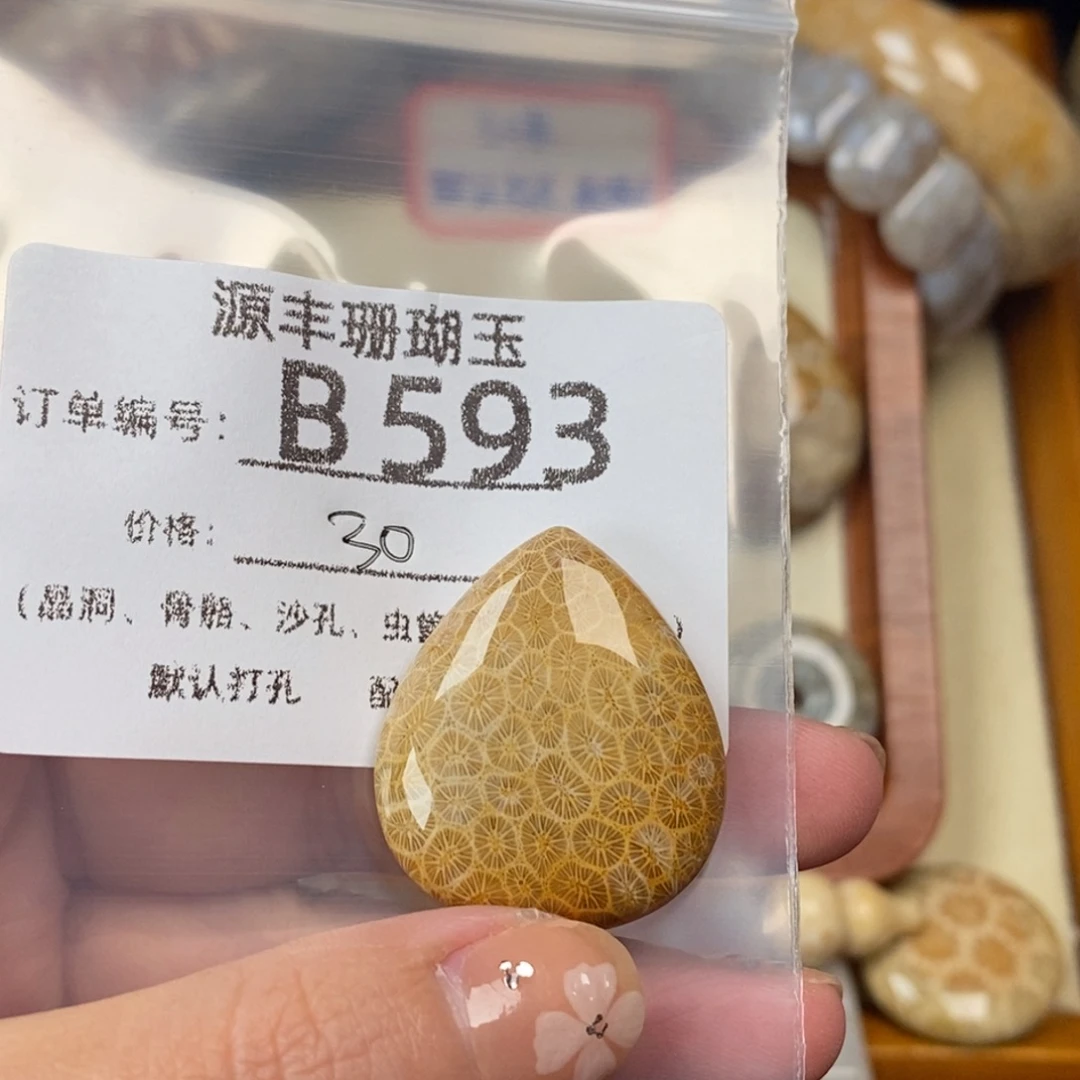 源丰珊瑚玉
订单编号: B593
价格: 30
(晶洞、骨骼、沙孔、虫 )
默认打孔 配